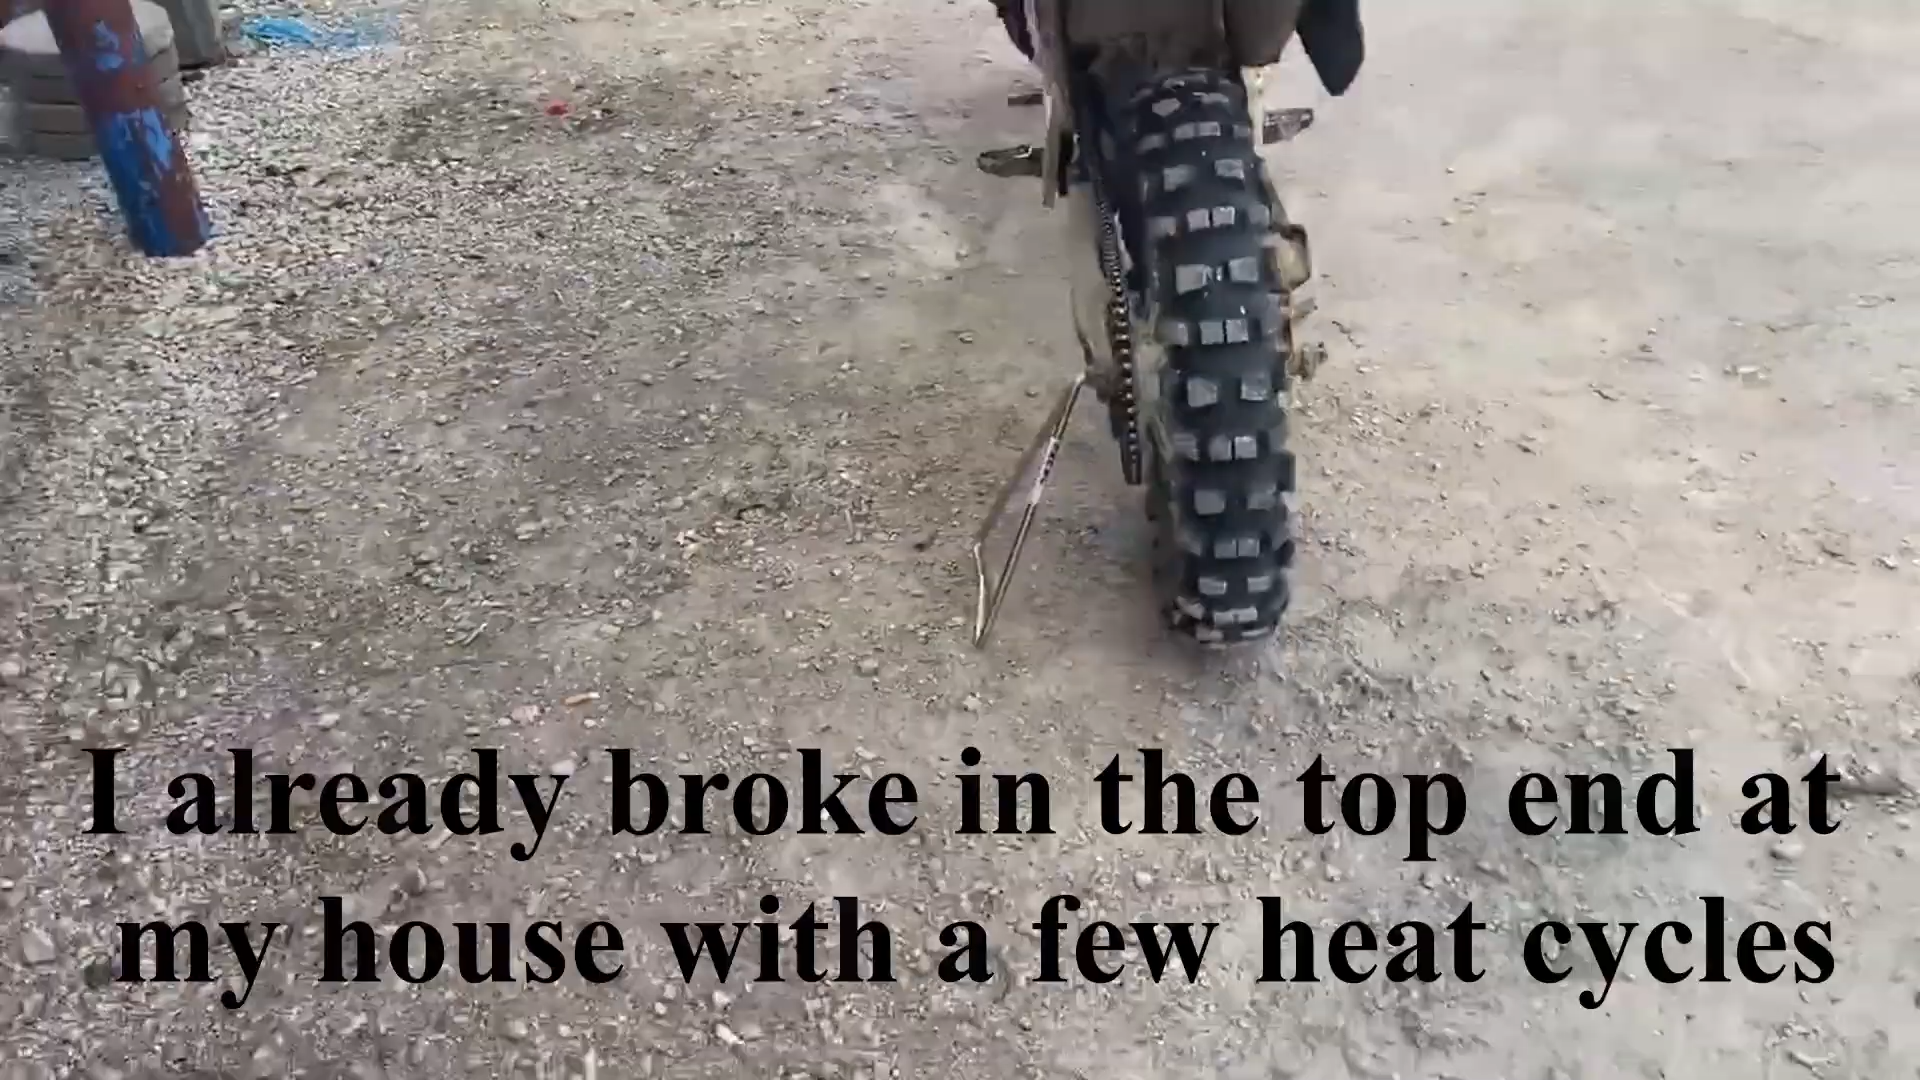 I already broke in the top end at
my house with a few heat cycles